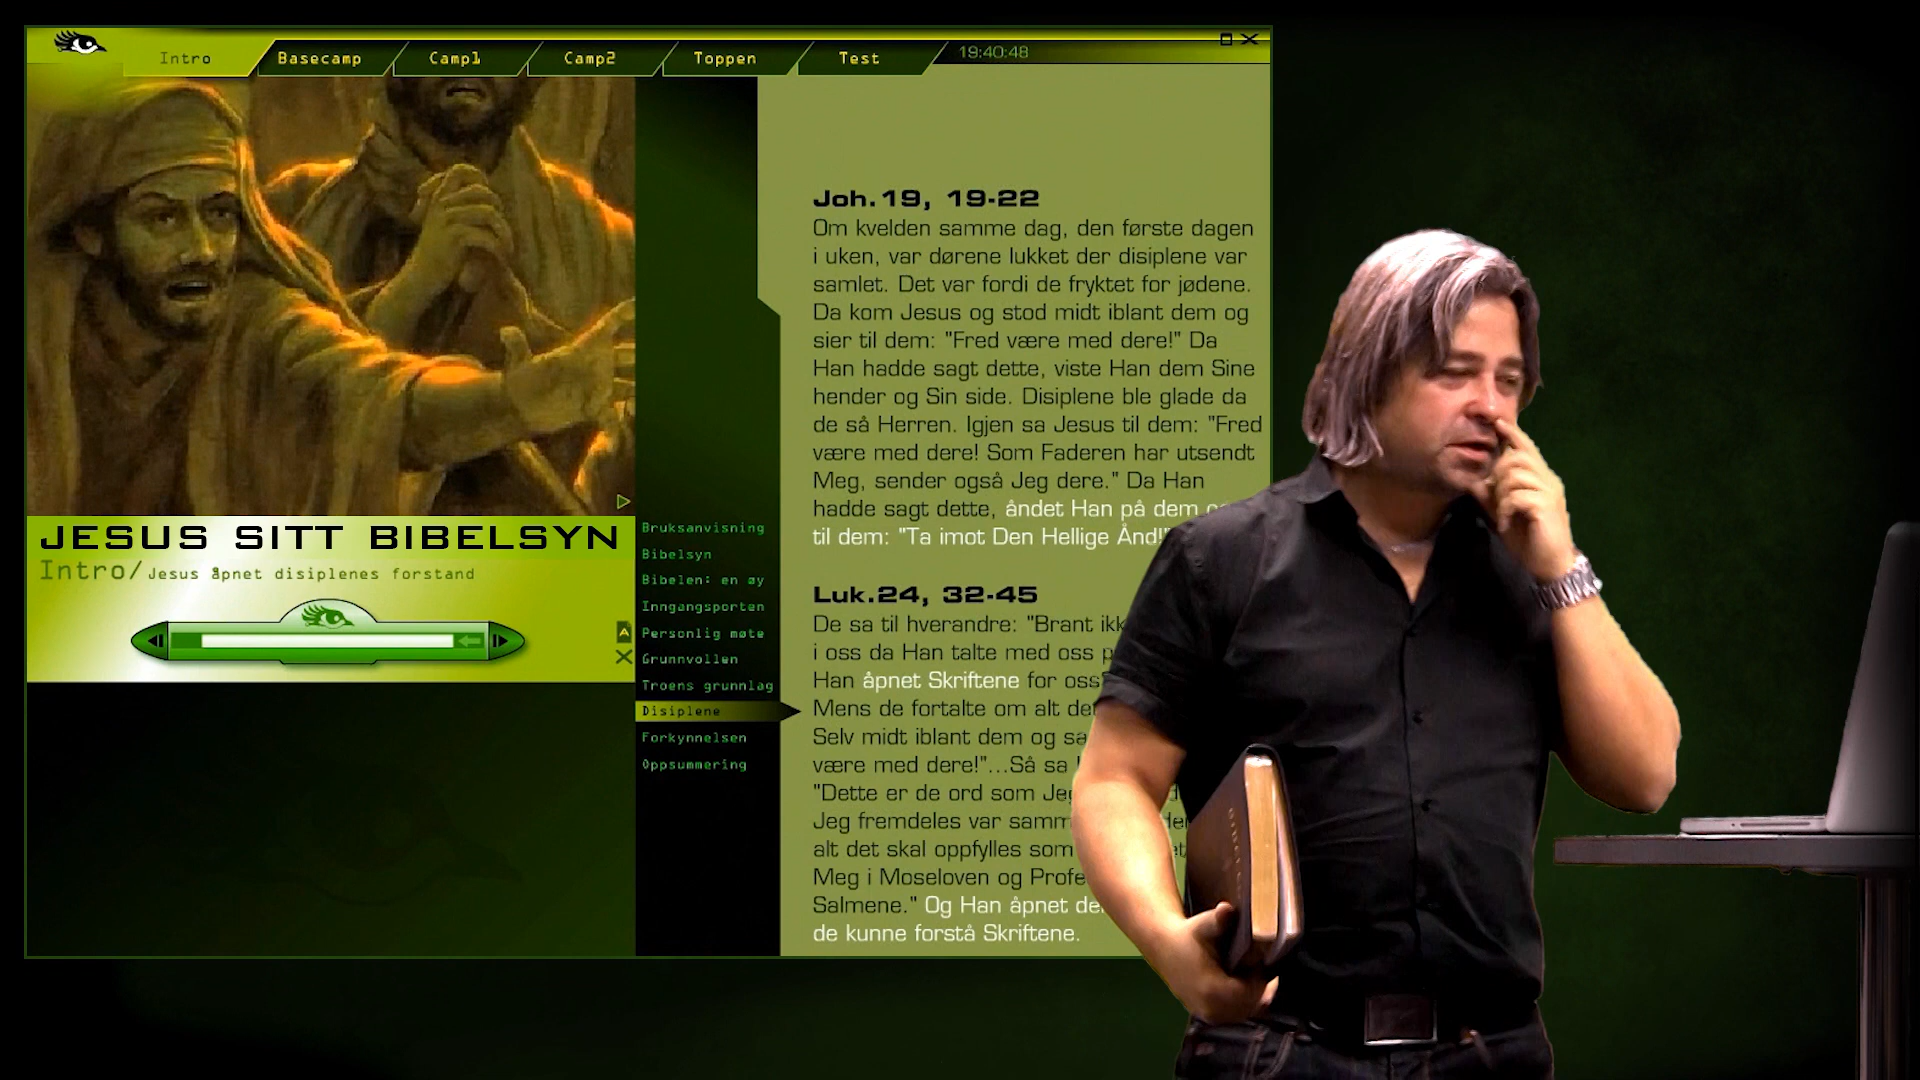 Intro
Basecamp
Camp1
Camp2
Toppen
Test
19:40:48
JESUS SITT BIBELSYN
Intro/Jesus åpnet disiplenes forstand
A
Bruksanvisning
Bibelsyn
Bibelen: en øy
Inngangsporten
Personlig møte
Grunnvollen
Troens grunnlag
Disiplene
Forkynnelsen
Oppsummering
Joh.19, 19-22
Om kvelden samme dag, den første dagen
i uken, var dørene lukket der disiplene var
samlet. Det var fordi de fryktet for jødene.
Da kom Jesus og stod midt iblant dem og
sier til dem: "Fred være med dere!" Da
Han hadde sagt dette, viste Han dem Sine
hender og Sin side. Disiplene ble glade da
de så Herren. Igjen sa Jesus til dem: "Fred
være med dere! Som Faderen har utsendt
Meg, sender også Jeg dere." Da Han
hadde sagt dette, åndet Han på dem
til dem: "Ta imot Den Hellige Ånd!"
Luk.24, 32-45
De sa til hverandre: "Brant
i oss da Han talte med oss
Han åpnet Skriftene for oss
Mens de fortalte om alt
Selv midt iblant dem og
være med dere!"...Så sa
"Dette er de ord som
Jeg fremdeles var
alt det skal oppfylles som
Meg i Moseloven og
Salmene." Og Han åpnet
de kunne forstå Skriftene.